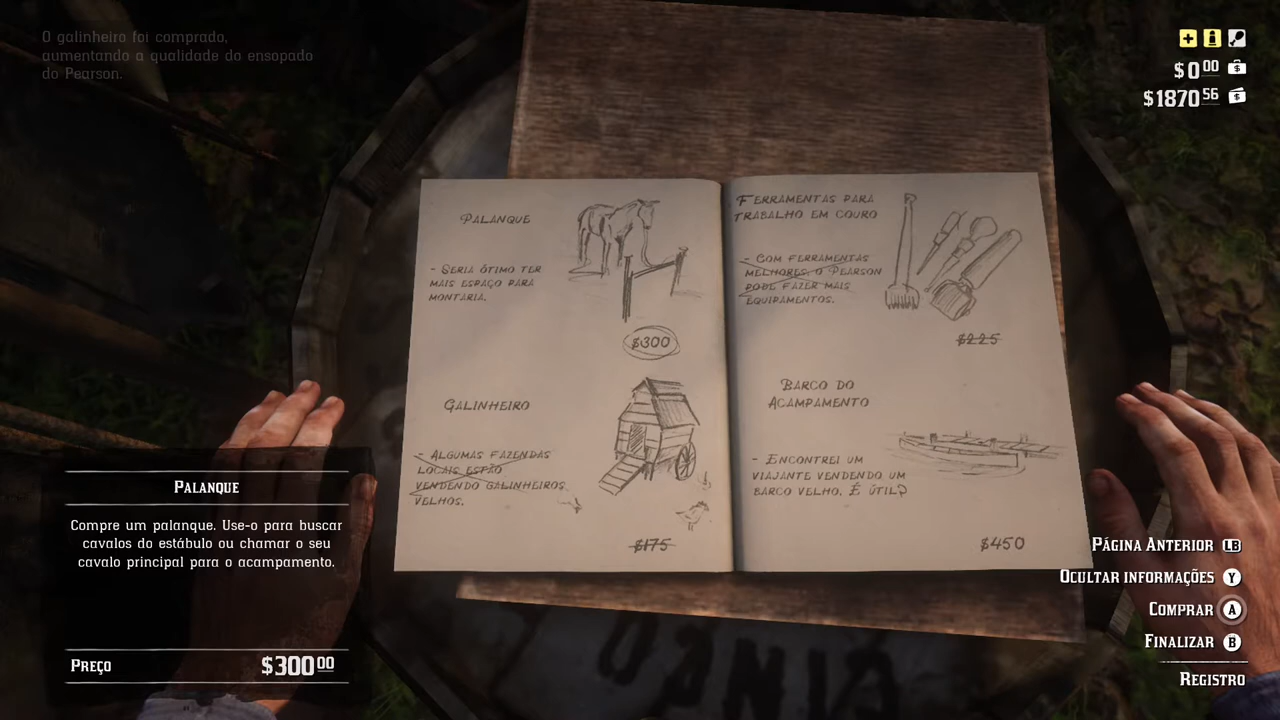 O galinheiro foi comprado,
aumentando a qualidade do ensopado
do Pearson.
$0 00
$1870 56
Palanque
- Seria ótimo ter
mais espaço para
montaria.
$300
Galinheiro
- Algumas fazendas
locais estão
vendendo galinheiros
velhos.
$175
Ferramentas para
trabalho em couro
- Com ferramentas
melhores, o Pearson
pode fazer mais
equipamentos.
$225
Barco do
Acampamento
- Encontrei um
viajante vendendo um
barco velho. É útil?
$450
Palanque
Compre um palanque. Use-o para buscar
cavalos do estábulo ou chamar o seu
cavalo principal para o acampamento.
Preço $300 00
Página Anterior LB
Ocultar informações Y
Comprar A
Finalizar B
Registro